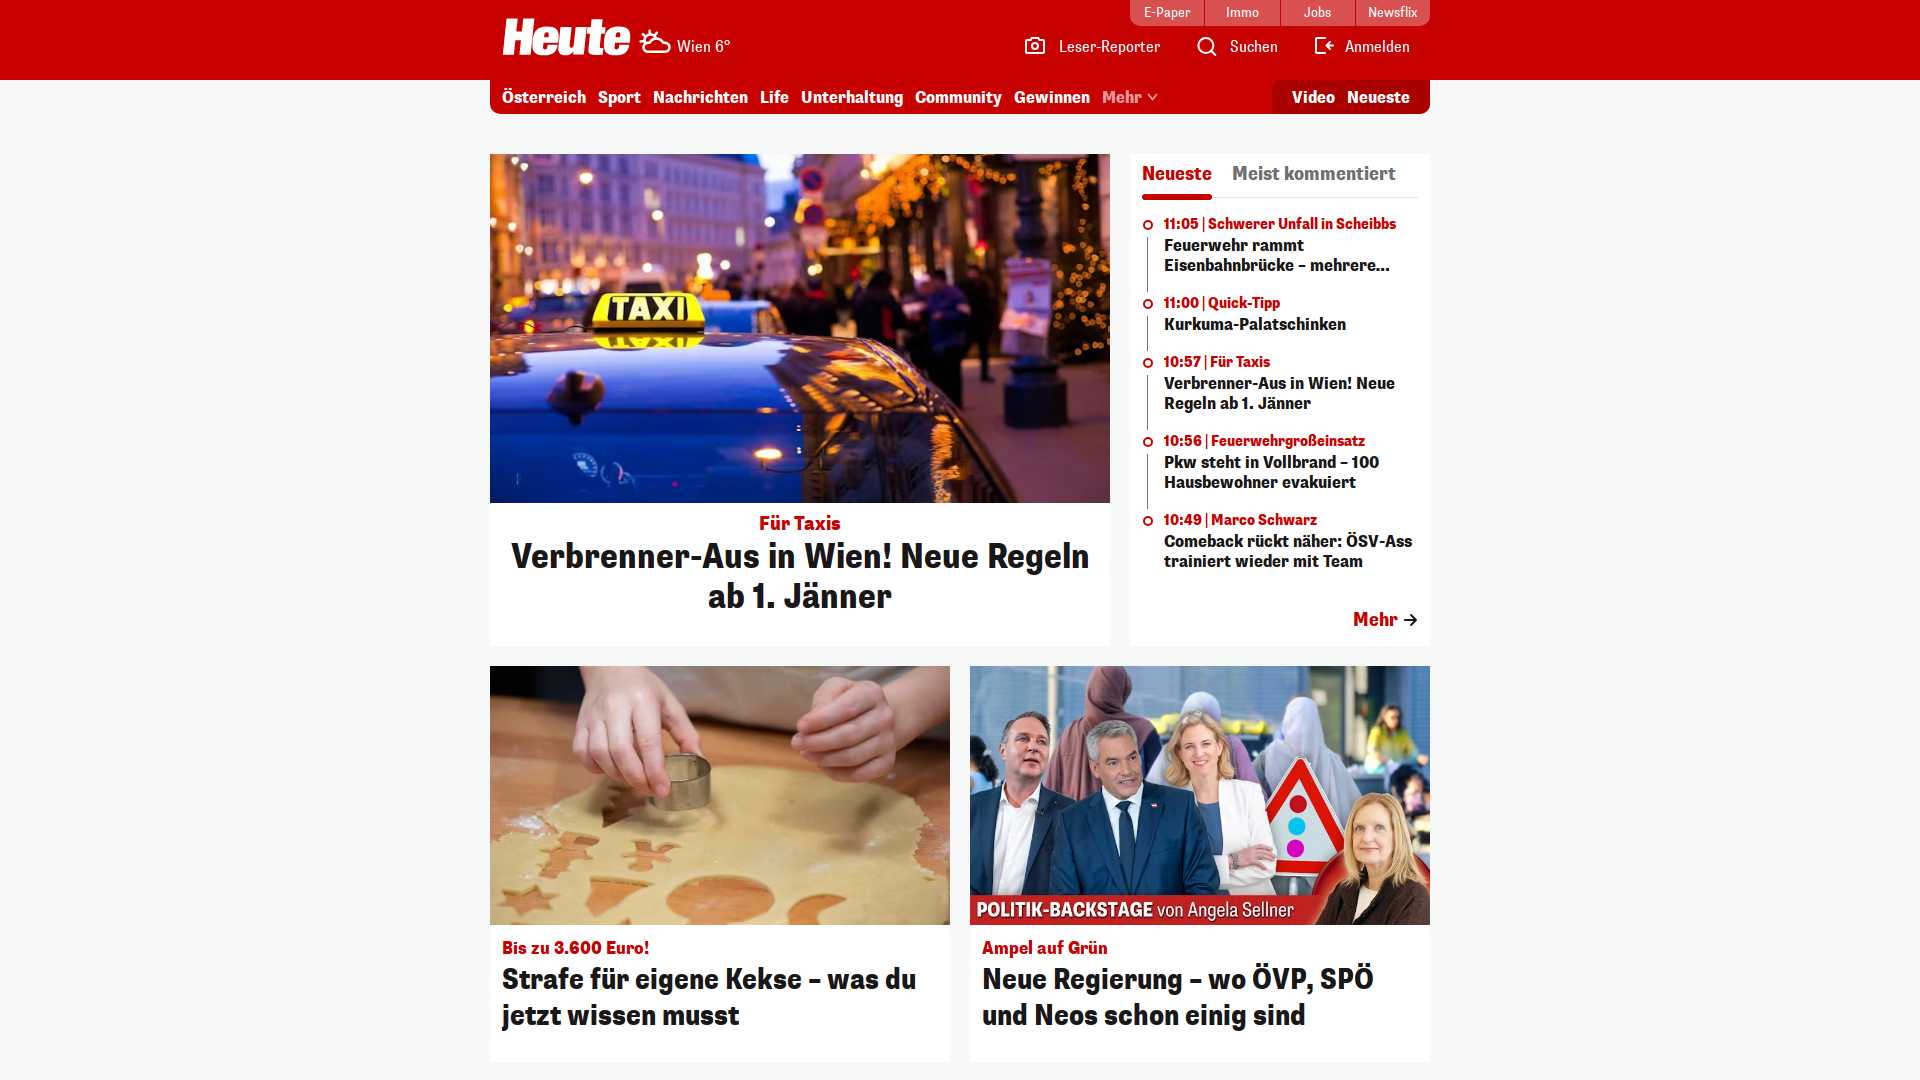 E-Paper
Immo
Jobs
Newsflix
Heute
Wien 6°
Leser-Reporter
Suchen
Anmelden
Österreich
Sport
Nachrichten
Life
Unterhaltung
Community
Gewinnen
Mehr
Video
Neueste
TAXI
Für Taxis
Verbrenner-Aus in Wien! Neue Regeln
ab 1. Jänner
Neueste
Meist kommentiert
11:05 | Schwerer Unfall in Scheibbs
Feuerwehr rammt
Eisenbahnbrücke – mehrere...
11:00 | Quick-Tipp
Kurkuma-Palatschinken
10:57 | Für Taxis
Verbrenner-Aus in Wien! Neue
Regeln ab 1. Jänner
10:56 | Feuerwehrgroßeinsatz
Pkw steht in Vollbrand – 100
Hausbewohner evakuiert
10:49 | Marco Schwarz
Comeback rückt näher: ÖSV-Ass
trainiert wieder mit Team
Mehr
Bis zu 3.600 Euro!
Strafe für eigene Kekse – was du
jetzt wissen musst
POLITIK-BACKSTAGE von Angela Sellner
Ampel auf Grün
Neue Regierung – wo ÖVP, SPÖ
und Neos schon einig sind